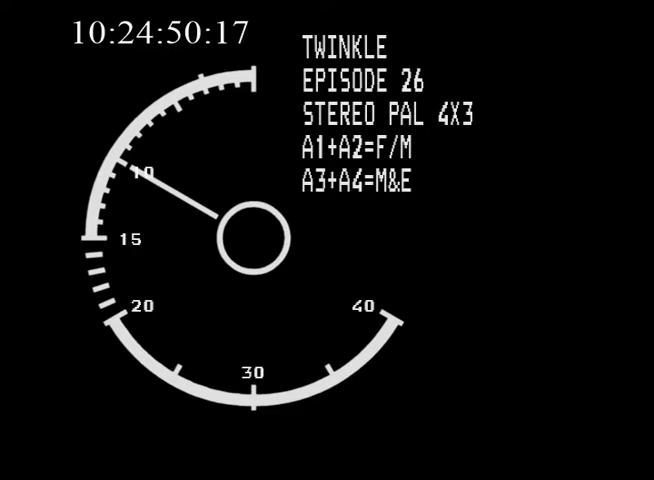 10:24:50:17
TWINKLE
EPISODE 26
STEREO PAL 4X3
A1+A2=F/M
A3+A4=M&E
10
15
20
40
30